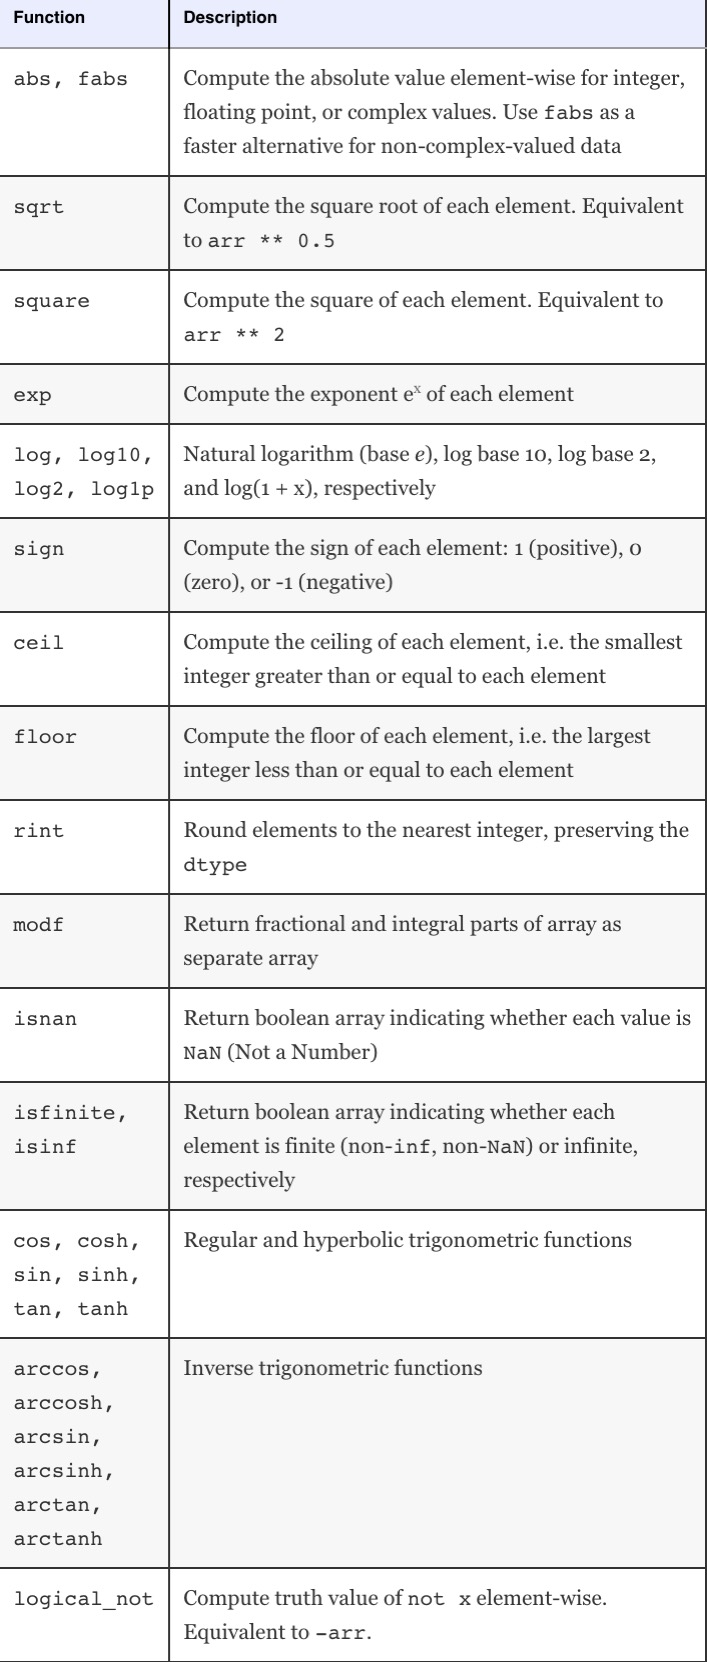 Function
Description
abs, fabs
Compute the absolute value element-wise for integer,
floating point, or complex values. Use fabs as a
faster alternative for non-complex-valued data
sqrt
Compute the square root of each element. Equivalent
to arr ** 0.5
square
Compute the square of each element. Equivalent to
arr ** 2
exp
Compute the exponent eˣ of each element
log, log10,
log2, log1p
Natural logarithm (base e), log base 10, log base 2,
and log(1 + x), respectively
sign
Compute the sign of each element: 1 (positive), 0
(zero), or -1 (negative)
ceil
Compute the ceiling of each element, i.e. the smallest
integer greater than or equal to each element
floor
Compute the floor of each element, i.e. the largest
integer less than or equal to each element
rint
Round elements to the nearest integer, preserving the
dtype
modf
Return fractional and integral parts of array as
separate array
isnan
Return boolean array indicating whether each value is
NaN (Not a Number)
isfinite,
isinf
Return boolean array indicating whether each
element is finite (non-inf, non-NaN) or infinite,
respectively
cos, cosh,
sin, sinh,
tan, tanh
Regular and hyperbolic trigonometric functions
arccos,
arccosh,
arcsin,
arcsinh,
arctan,
arctanh
Inverse trigonometric functions
logical_not
Compute truth value of not x element-wise.
Equivalent to -arr.